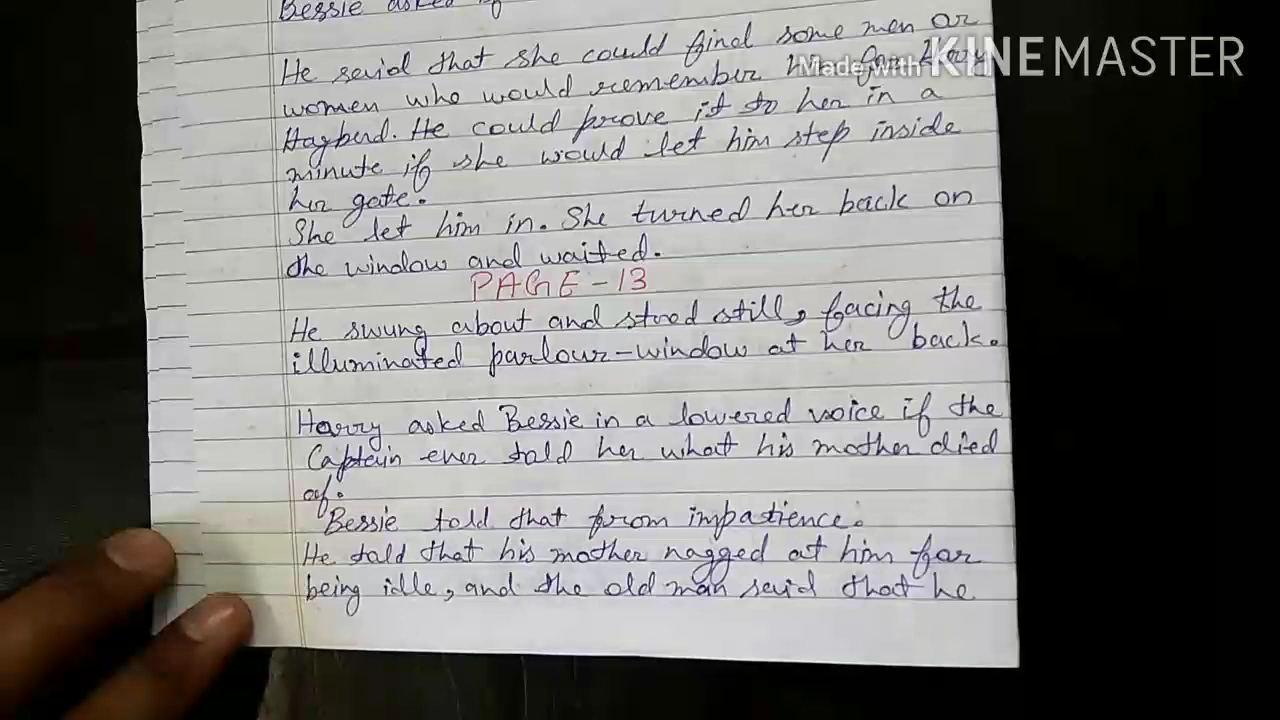 Bessie asked if
He said that she could find some men or
women who would remember him for Harry
Hagberd. He could prove it to her in a
minute if she would let him step inside
her gate.
She let him in. She turned her back on
the window and waited.
PAGE-13
He swung about and stood still, facing the
illuminated parlour-window at her back.
Harry asked Bessie in a lowered voice if the
Captain ever told her what his mother died
of.
Bessie told that from impatience.
He told that his mother nagged at him for
being idle, and the old man said that he
Made with KINEMASTER